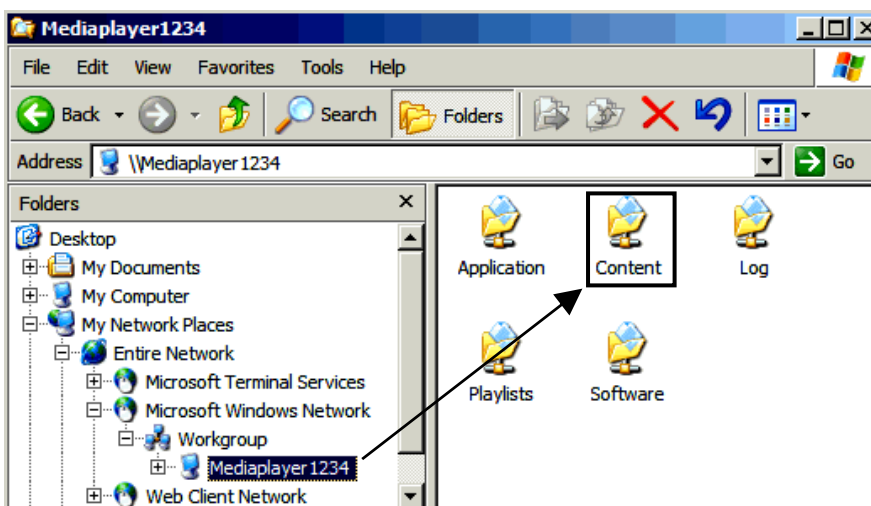 Mediaplayer1234
File Edit View Favorites Tools Help
Back Search Folders
Address \\Mediaplayer1234 Go
Folders
Desktop
My Documents
My Computer
My Network Places
Entire Network
Microsoft Terminal Services
Microsoft Windows Network
Workgroup
Mediaplayer1234
Web Client Network
Application Content Log
Playlists Software